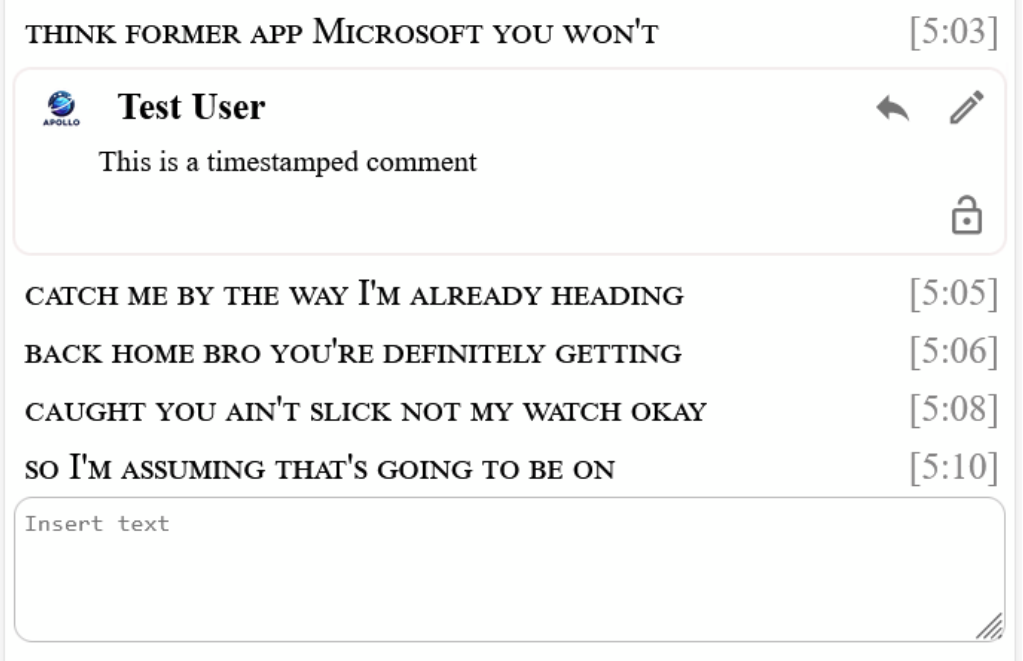 THINK FORMER APP MICROSOFT YOU WON'T [5:03]
APOLLO
Test User
This is a timestamped comment
CATCH ME BY THE WAY I'M ALREADY HEADING [5:05]
BACK HOME BRO YOU'RE DEFINITELY GETTING [5:06]
CAUGHT YOU AIN'T SLICK NOT MY WATCH OKAY [5:08]
SO I'M ASSUMING THAT'S GOING TO BE ON [5:10]
Insert text